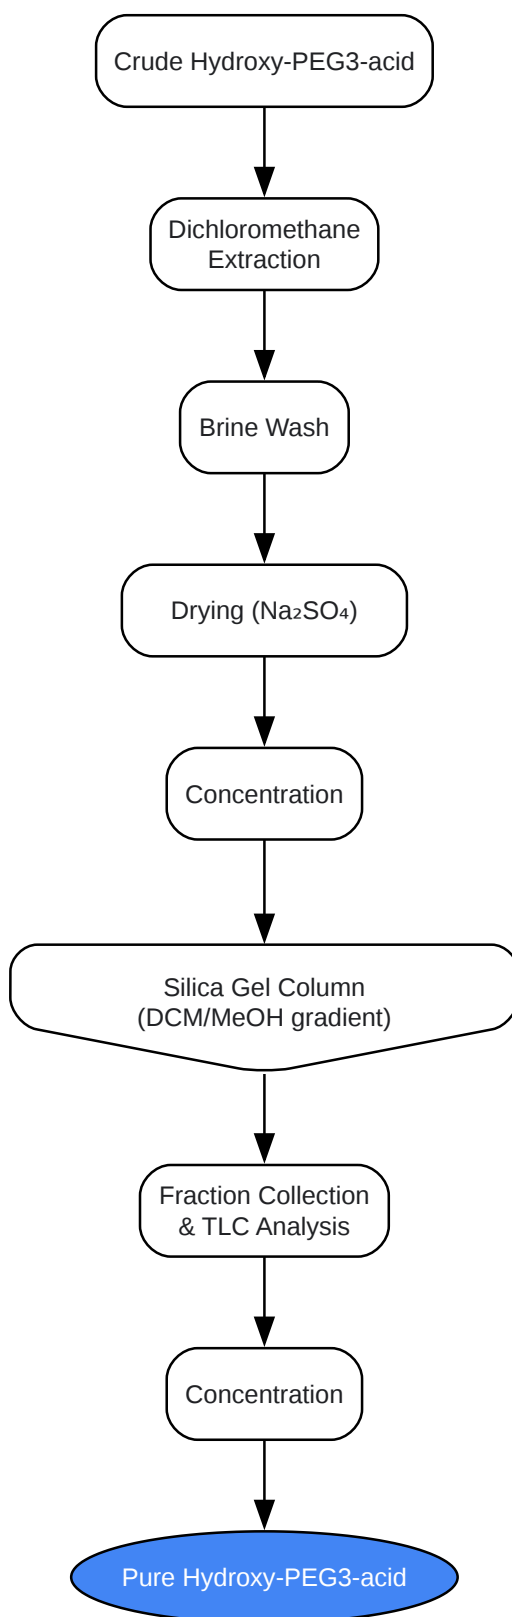 Crude Hydroxy-PEG3-acid
Dichloromethane
Extraction
Brine Wash
Drying (Na₂SO₄)
Concentration
Silica Gel Column
(DCM/MeOH gradient)
Fraction Collection
& TLC Analysis
Concentration
Pure Hydroxy-PEG3-acid